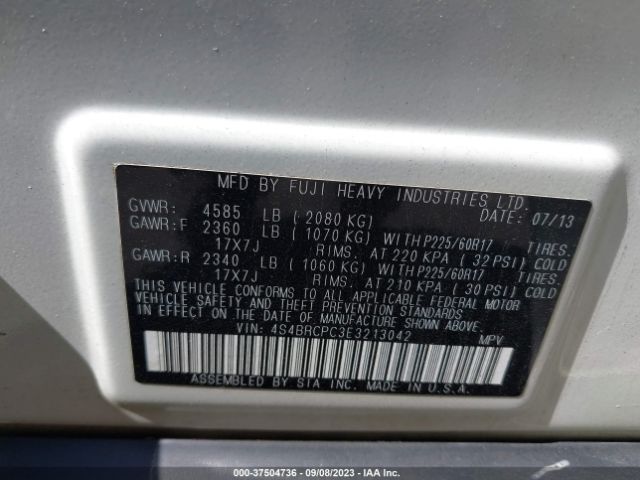 MFD BY FUJI HEAVY INDUSTRIES LTD.
GVWR: 4585 LB ( 2080 KG) DATE: 07/13
GAWR:F 2360 LB ( 1070 KG) WITH P225/60R17 TIRES.
17X7J RIMS. AT 220 KPA ( 32 PSI) COLD
GAWR:R 2340 LB ( 1060 KG) WITH P225/60R17 TIRES.
17X7J RIMS. AT 210 KPA ( 30 PSI) COLD
THIS VEHICLE CONFORMS TO ALL APPLICABLE FEDERAL MOTOR
VEHICLE SAFETY AND THEFT PREVENTION STANDARDS
IN EFFECT ON THE DATE OF MANUFACTURE SHOWN ABOVE.
VIN: 4S4BRCPC3E3213042 MPV
ASSEMBLED BY SIA INC. MADE IN U.S.A.
000-37504736 - 09/08/2023 - IAA Inc.